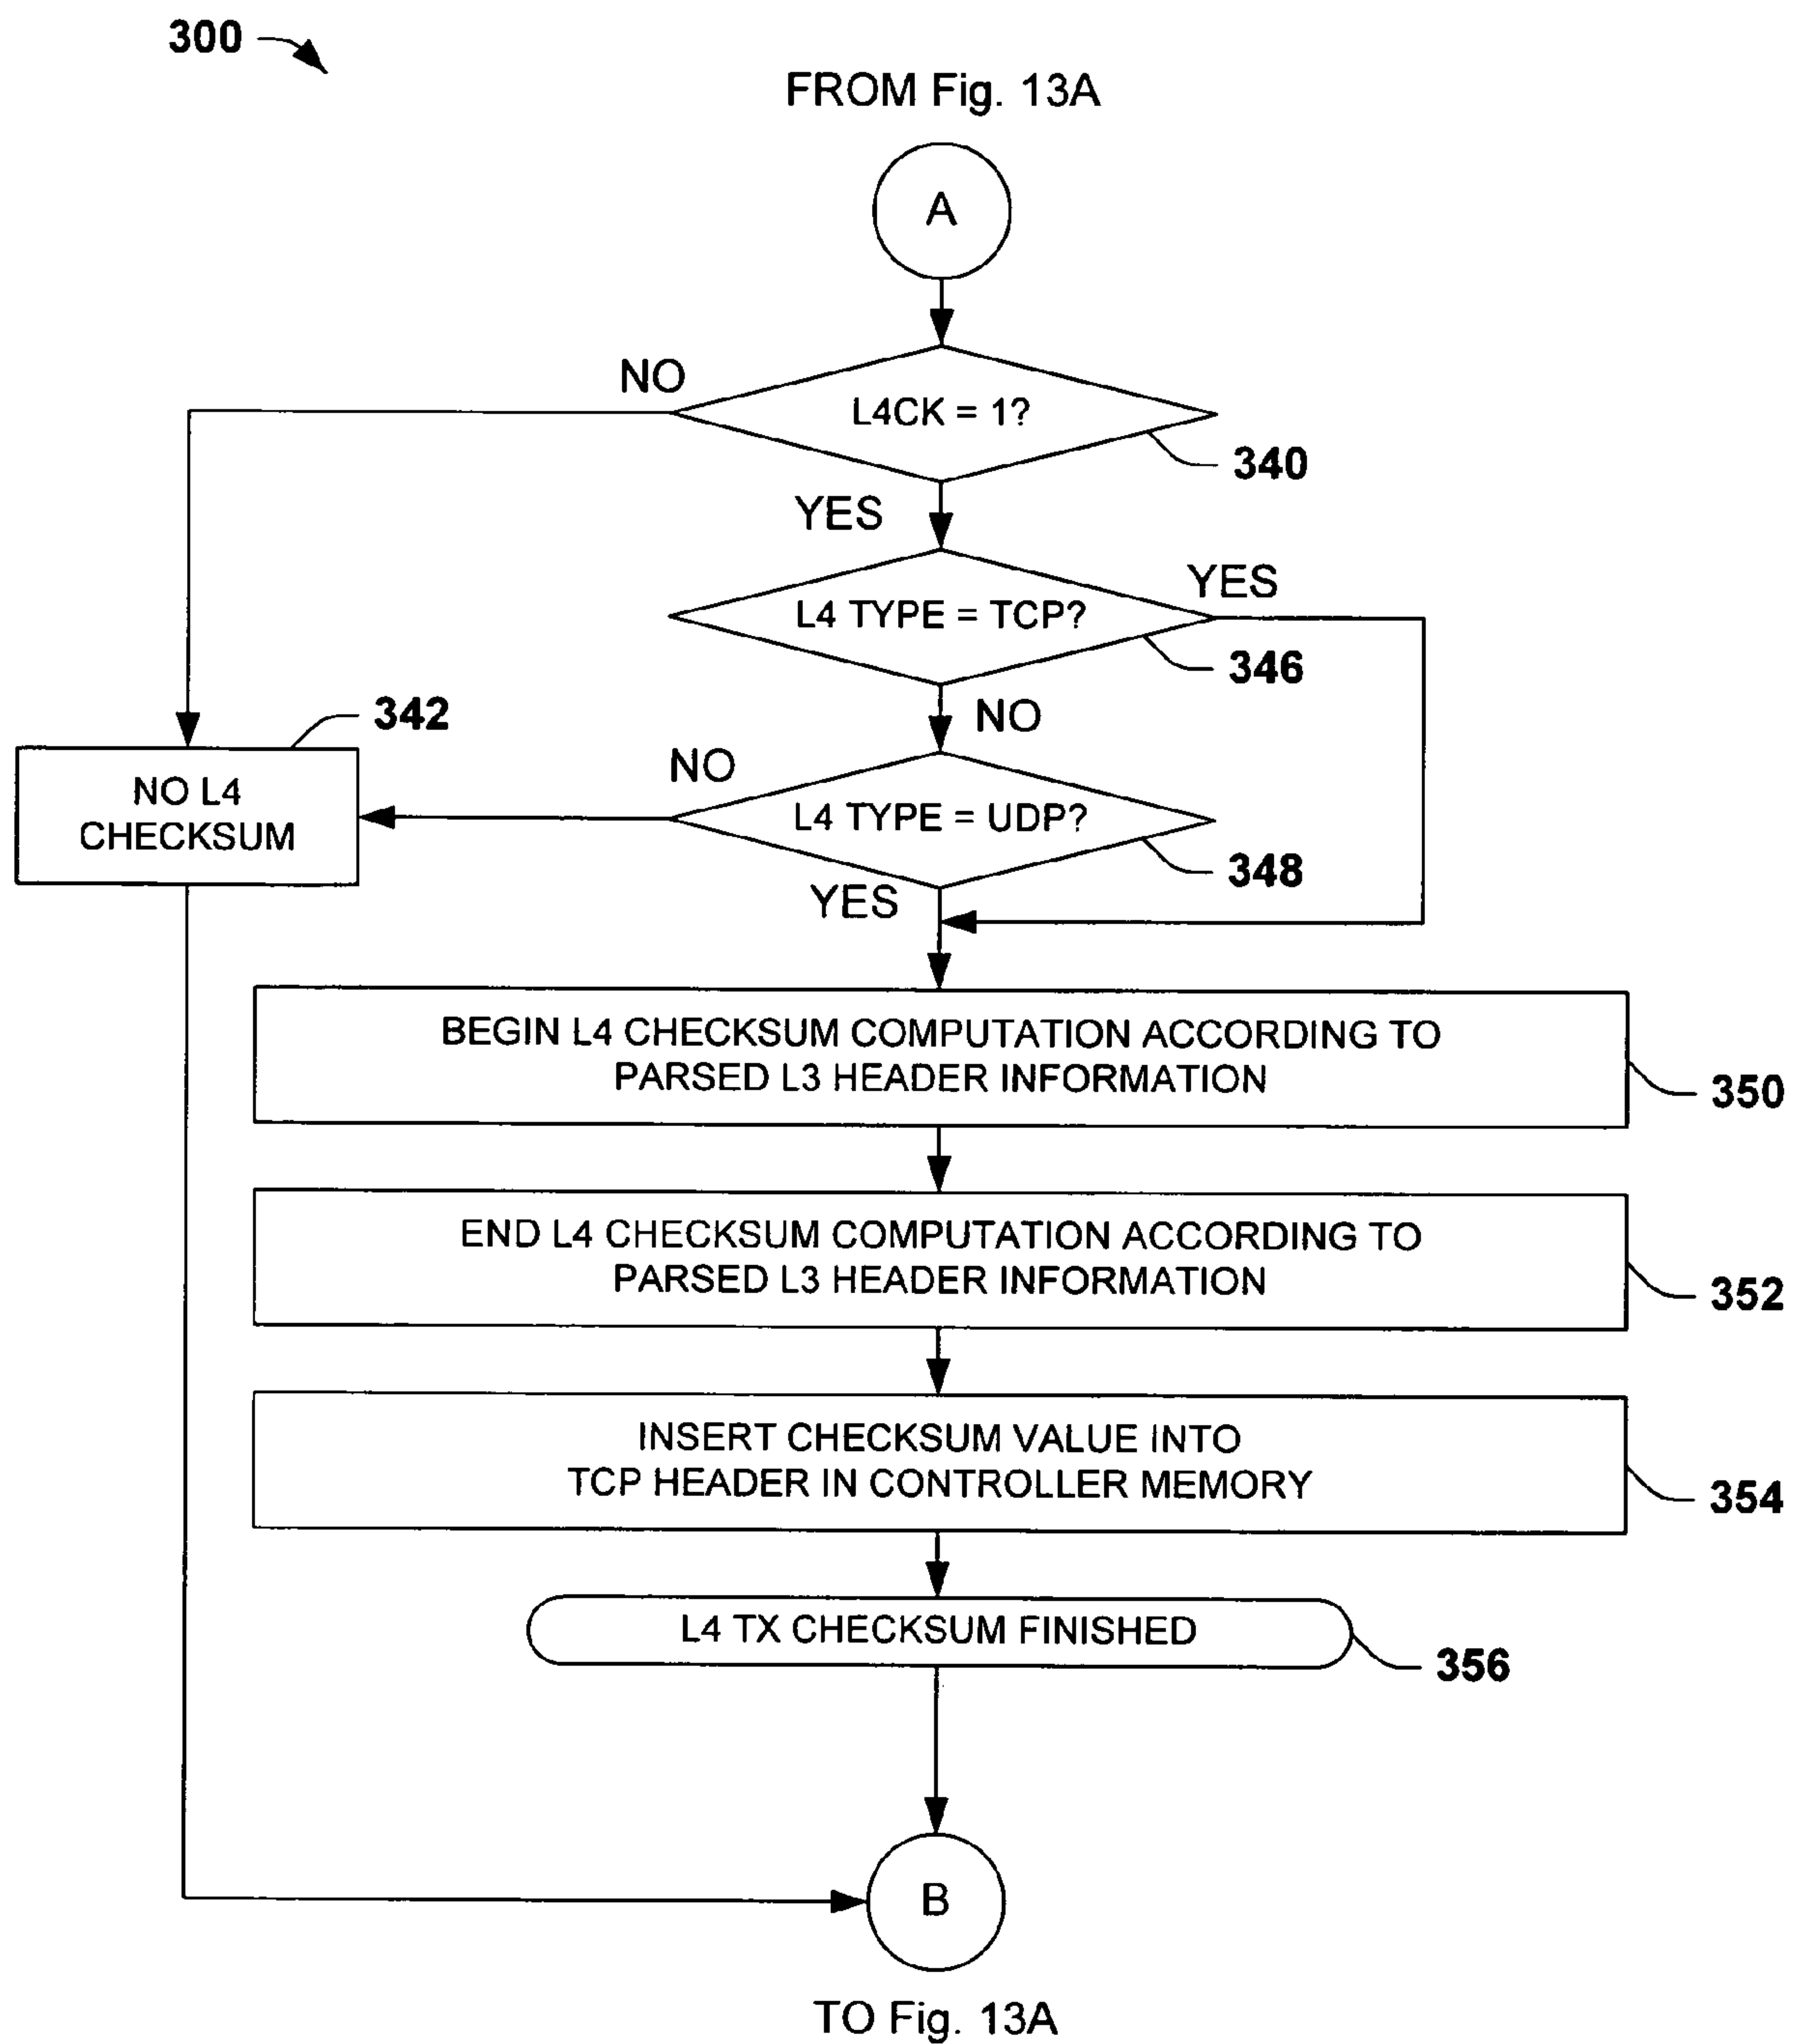 300
FROM Fig. 13A
A
NO
L4CK = 1?
340
YES
YES
L4 TYPE = TCP?
346
342
NO
NO L4
CHECKSUM
NO
L4 TYPE = UDP?
348
YES
BEGIN L4 CHECKSUM COMPUTATION ACCORDING TO
PARSED L3 HEADER INFORMATION
350
END L4 CHECKSUM COMPUTATION ACCORDING TO
PARSED L3 HEADER INFORMATION
352
INSERT CHECKSUM VALUE INTO
TCP HEADER IN CONTROLLER MEMORY
354
L4 TX CHECKSUM FINISHED
356
B
TO Fig. 13A